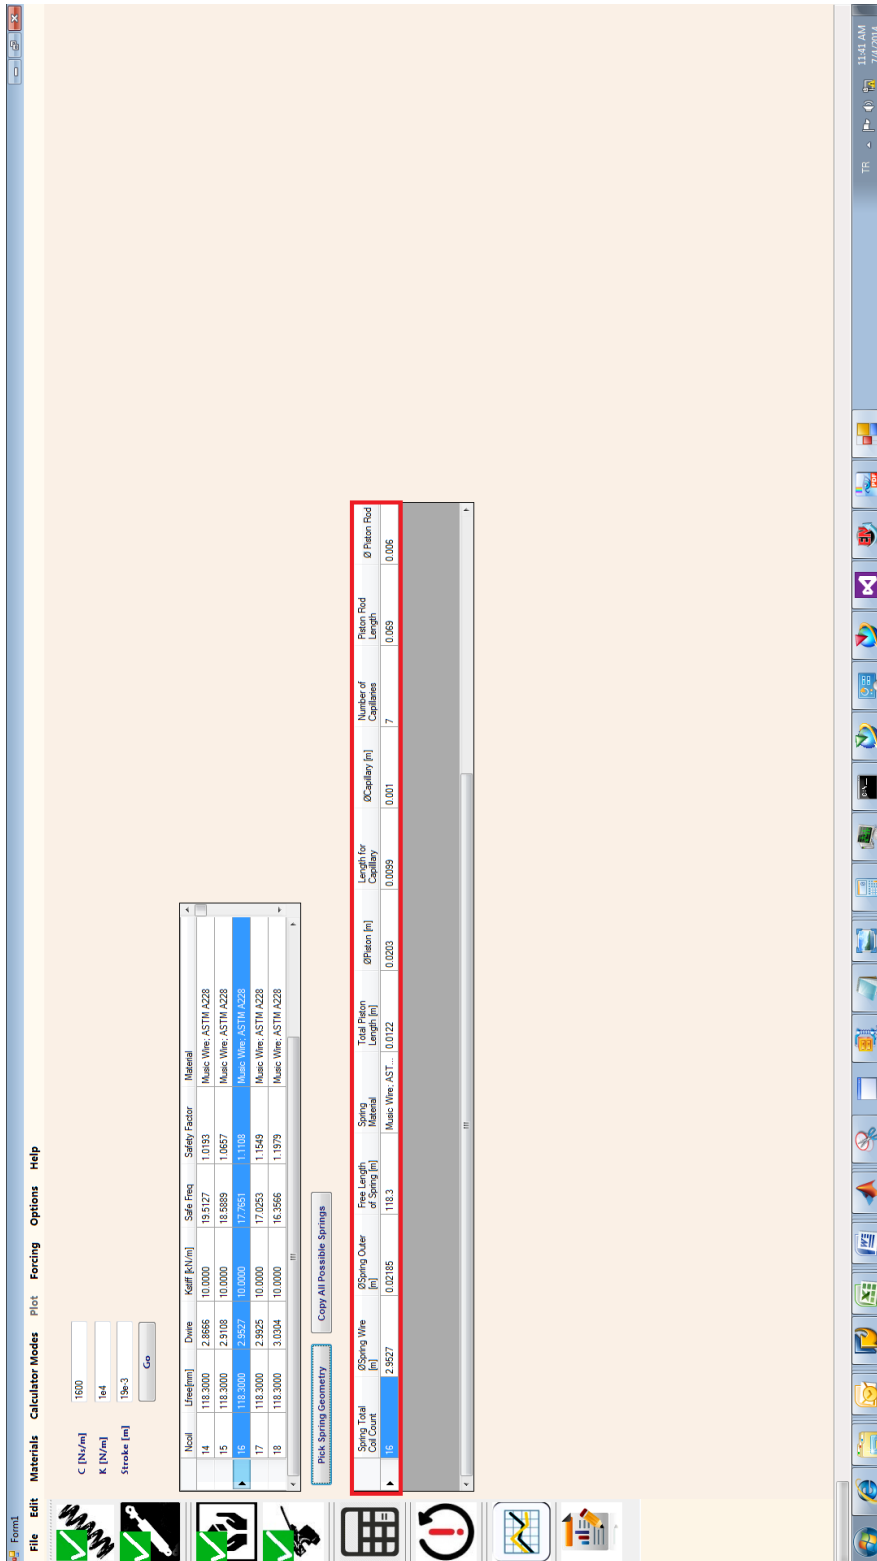 Form1
File Edit Materials Calculator Modes Plot Forcing Options Help
C [Ns/m] 1600
K [N/m] 1e4
Stroke [m] 19e-3
Go
Ncoil Lfree[mm] Dwire Kstiff [kN/m] Safe Freq Safety Factor Material
14 118.3000 2.8666 10.0000 19.5127 1.0193 Music Wire; ASTM A228
15 118.3000 2.9108 10.0000 18.5889 1.0657 Music Wire; ASTM A228
16 118.3000 2.9527 10.0000 17.7651 1.1108 Music Wire; ASTM A228
17 118.3000 2.9925 10.0000 17.0253 1.1549 Music Wire; ASTM A228
18 118.3000 3.0304 10.0000 16.3566 1.1979 Music Wire; ASTM A228
Pick Spring Geometry Copy All Possible Springs
Spring Total Coil Count ØSpring Wire [m] ØSpring Outer [m] Free Length of Spring [m] Spring Material Total Piston Length [m] ØPiston [m] Length for Capillary ØCapillary [m] Number of Capillaries Piston Rod Length Ø Piston Rod
16 2.9527 0.02185 118.3 Music Wire; AST... 0.0122 0.0203 0.0099 0.001 7 0.069 0.006
TR 11:41 AM
7/4/2014